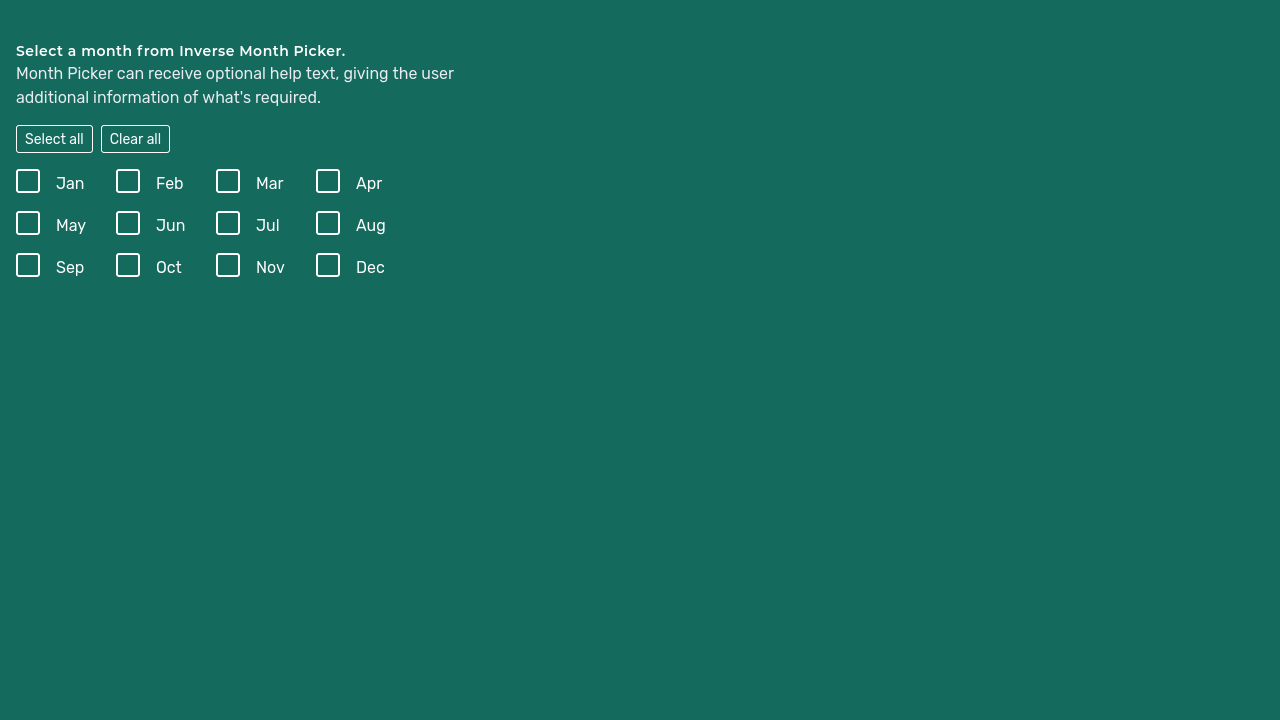 Select a month from Inverse Month Picker.
Month Picker can receive optional help text, giving the user
additional information of what's required.
Select all Clear all
Jan Feb Mar Apr
May Jun Jul Aug
Sep Oct Nov Dec